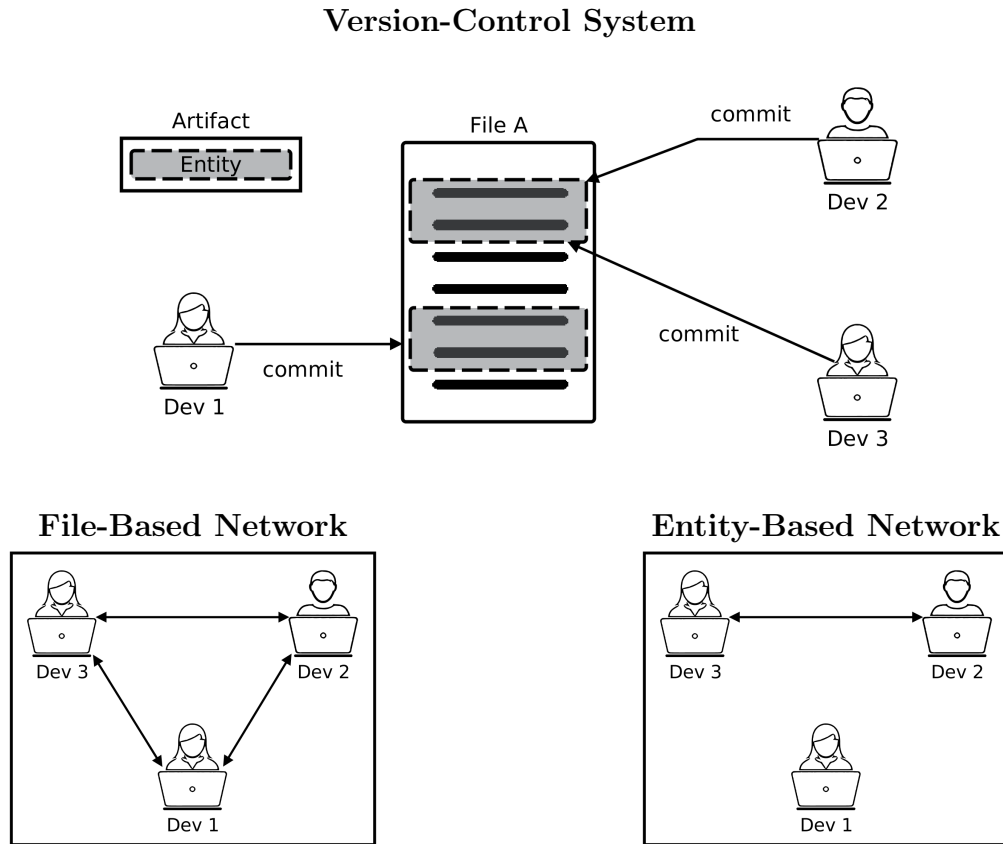 Version-Control System
Artifact
Entity
File A
commit
Dev 2
commit
Dev 1
commit
Dev 3
File-Based Network
Dev 3
Dev 2
Dev 1
Entity-Based Network
Dev 3
Dev 2
Dev 1